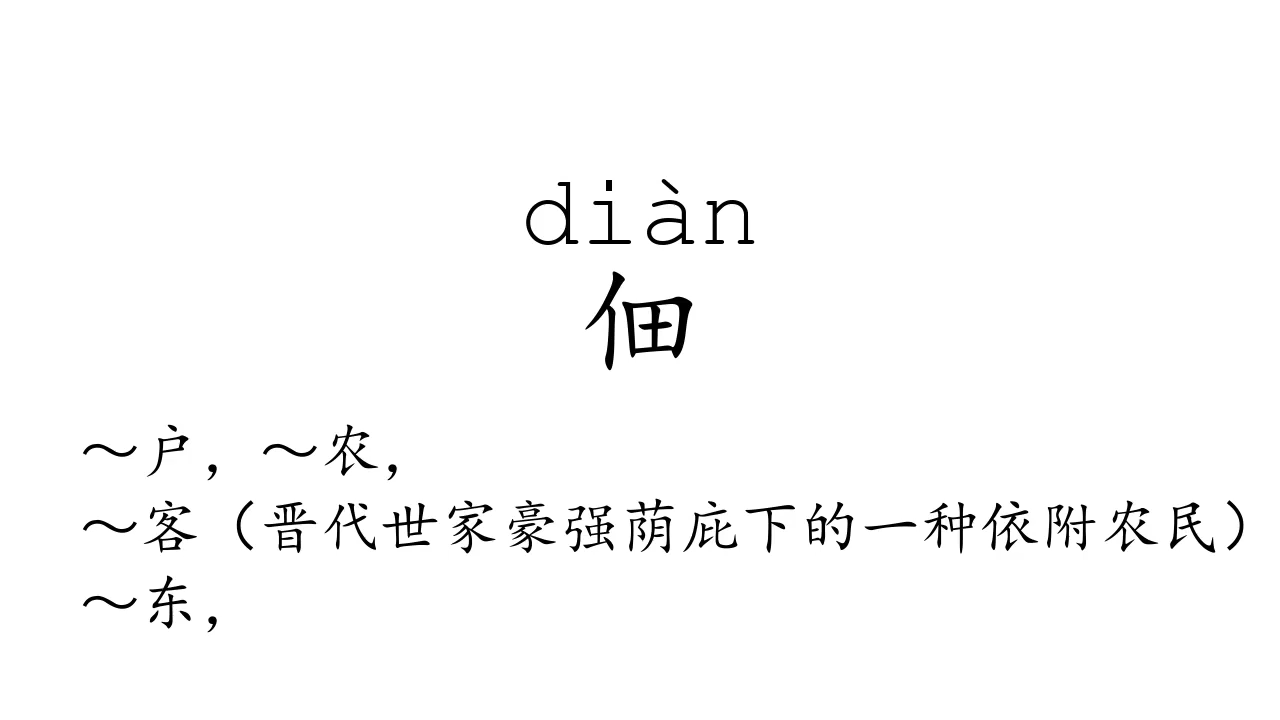 diàn
佃
～户，～农，
～客（晋代世家豪强荫庇下的一种依附农民）
～东，